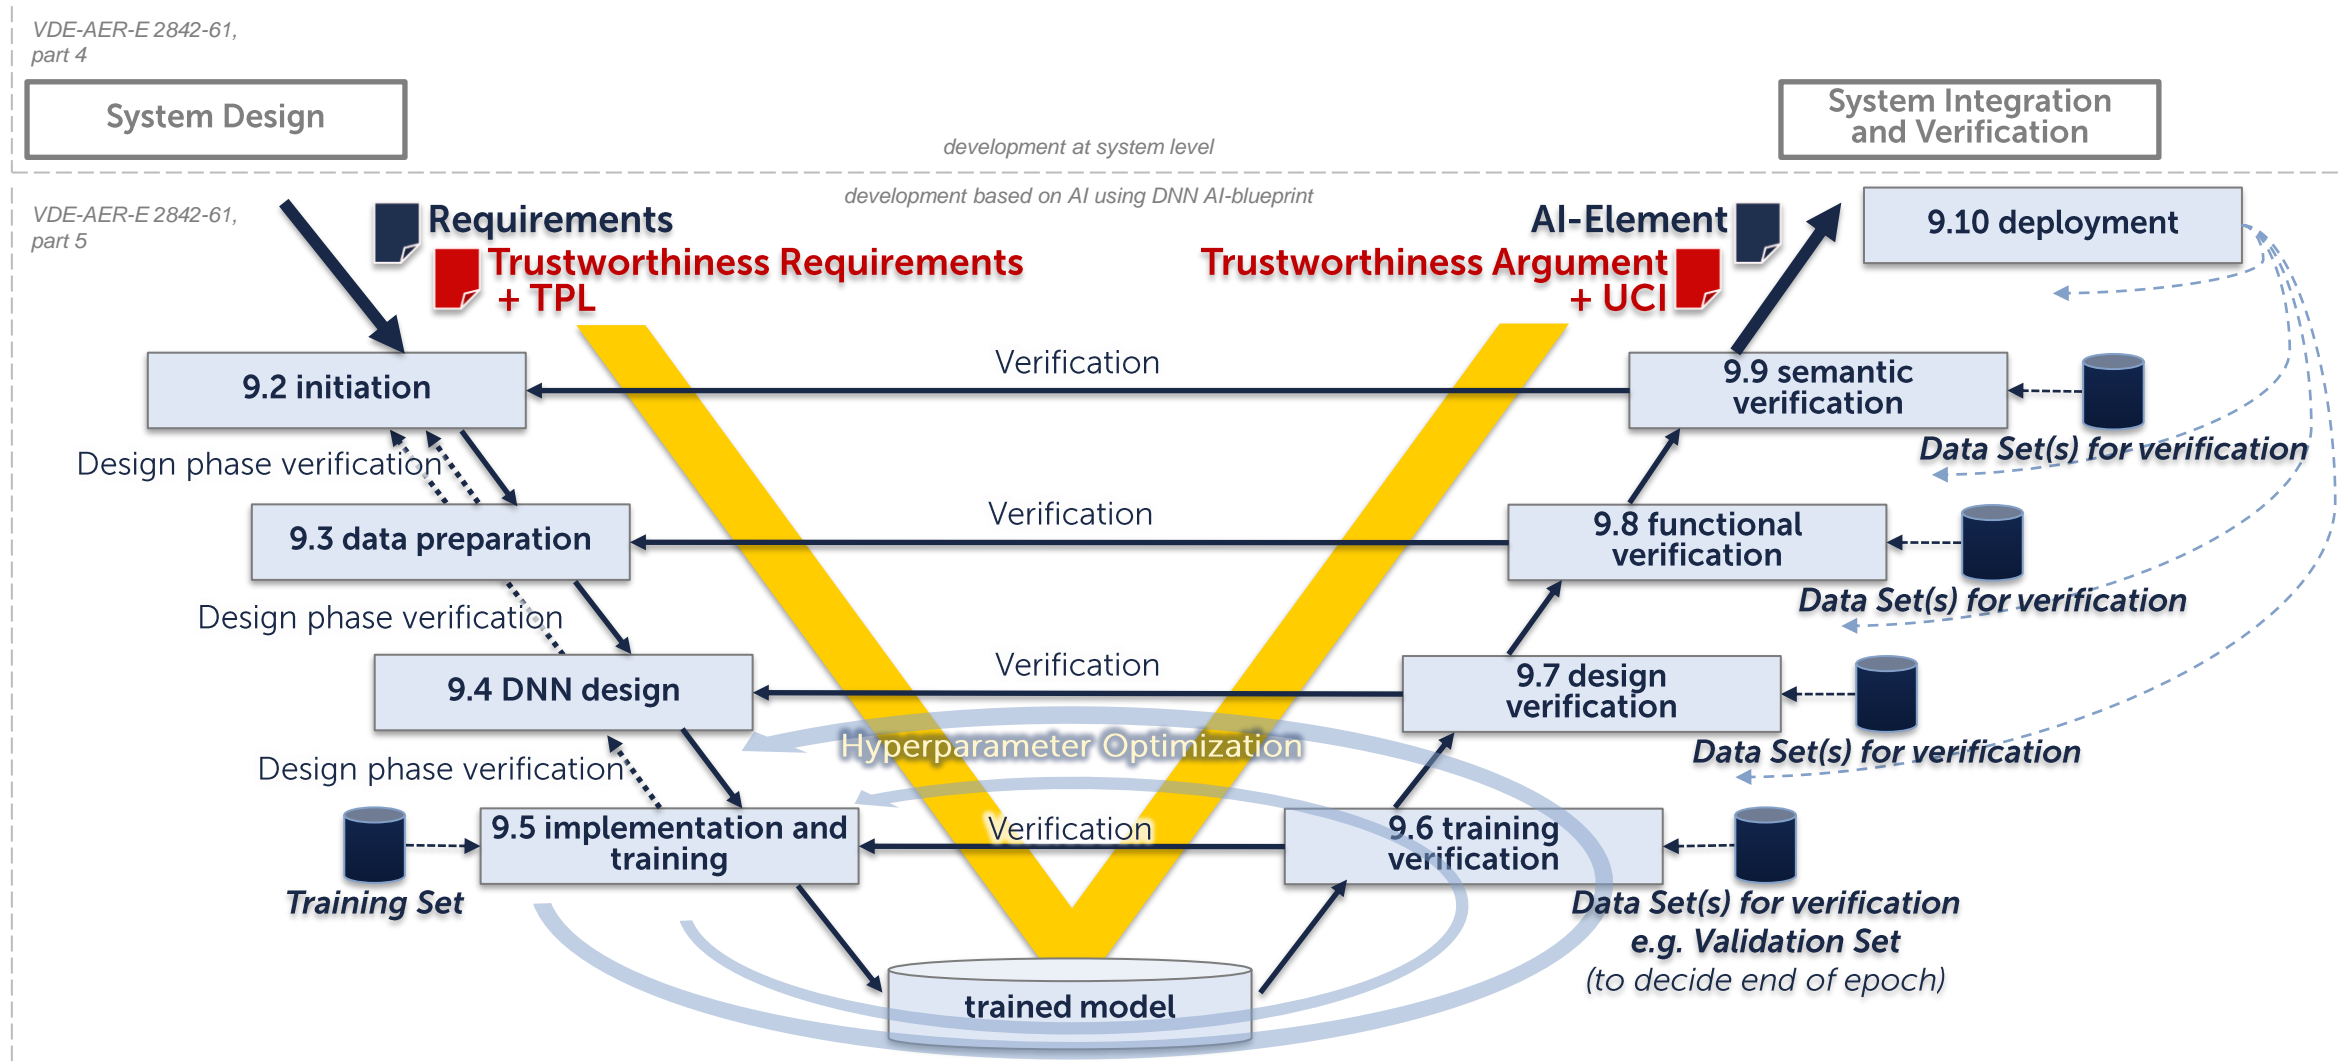 VDE-AER-E 2842-61,
part 4
System Design
System Integration
and Verification
development at system level
development based on AI using DNN AI-blueprint
VDE-AER-E 2842-61,
part 5
Requirements
Trustworthiness Requirements
+ TPL
AI-Element
Trustworthiness Argument
+ UCI
9.10 deployment
9.2 initiation
Verification
9.9 semantic
verification
Data Set(s) for verification
Design phase verification
9.3 data preparation
Verification
9.8 functional
verification
Data Set(s) for verification
Design phase verification
9.4 DNN design
Verification
9.7 design
verification
Data Set(s) for verification
Hyperparameter Optimization
Design phase verification
9.5 implementation and
training
Verification
9.6 training
verification
Training Set
Data Set(s) for verification
e.g. Validation Set
(to decide end of epoch)
trained model